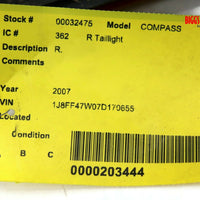 Stock # 00032475 Model COMPASS
IC # 362 R Taillight
Description R.
Comments
Year 2007
VIN 1J8FF47W07D170655
Located
Condition
A B C
0000203444